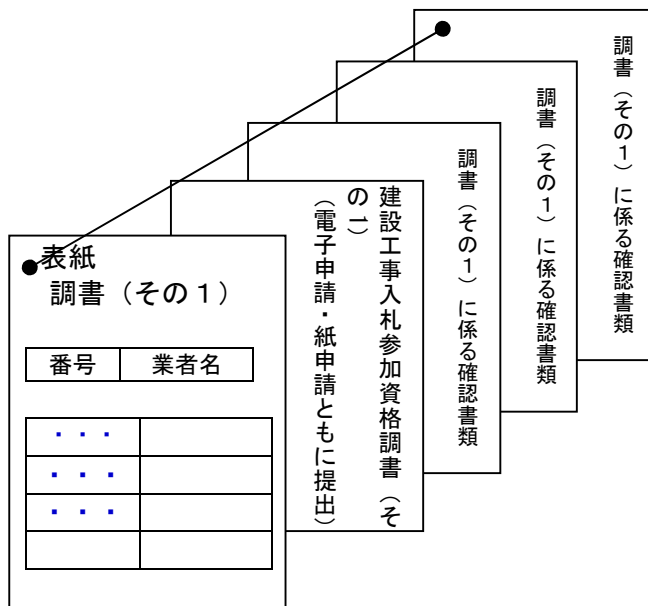 表紙
調書（その１）
番号 業者名
・・・
・・・
・・・
建設工事入札参加資格調書（そ
の１）
（電子申請・紙申請ともに提出）
調書（その１）に係る確認書類
調書（その１）に係る確認書類
調書（その１）に係る確認書類